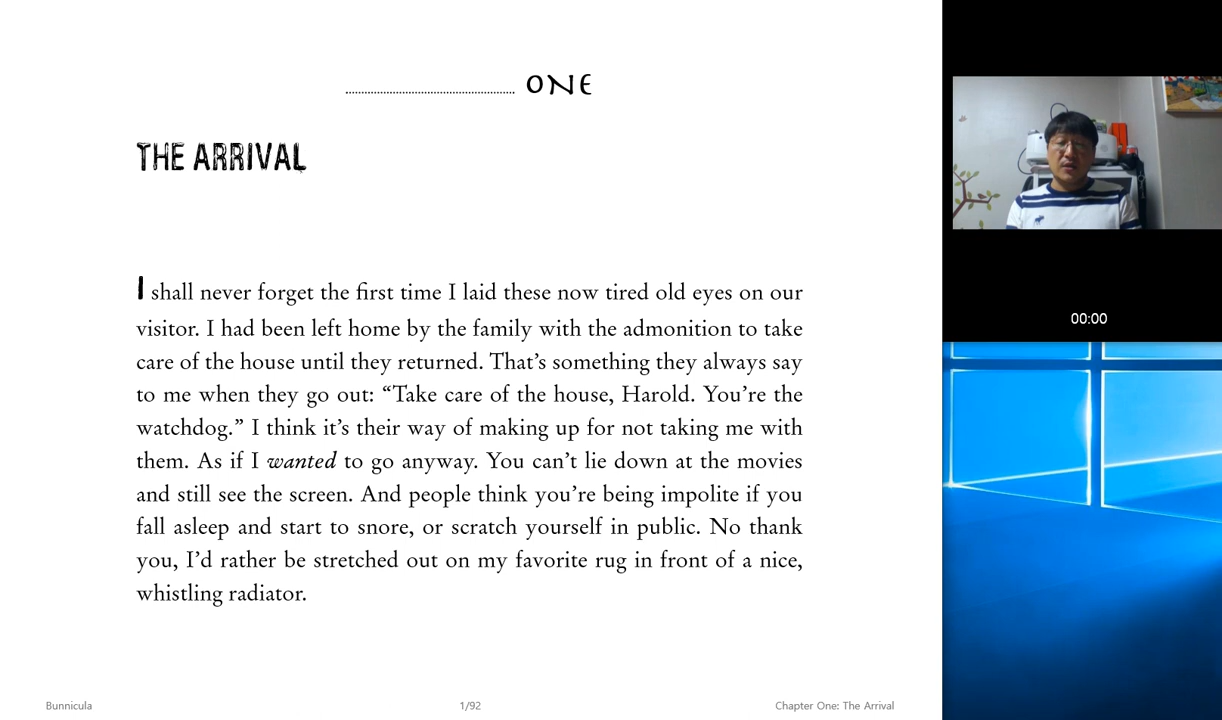 ONE
THE ARRIVAL
I shall never forget the first time I laid these now tired old eyes on our
visitor. I had been left home by the family with the admonition to take
care of the house until they returned. That’s something they always say
to me when they go out: “Take care of the house, Harold. You’re the
watchdog.” I think it’s their way of making up for not taking me with
them. As if I wanted to go anyway. You can’t lie down at the movies
and still see the screen. And people think you’re being impolite if you
fall asleep and start to snore, or scratch yourself in public. No thank
you, I’d rather be stretched out on my favorite rug in front of a nice,
whistling radiator.
Bunnicula
1/92
Chapter One: The Arrival
00:00